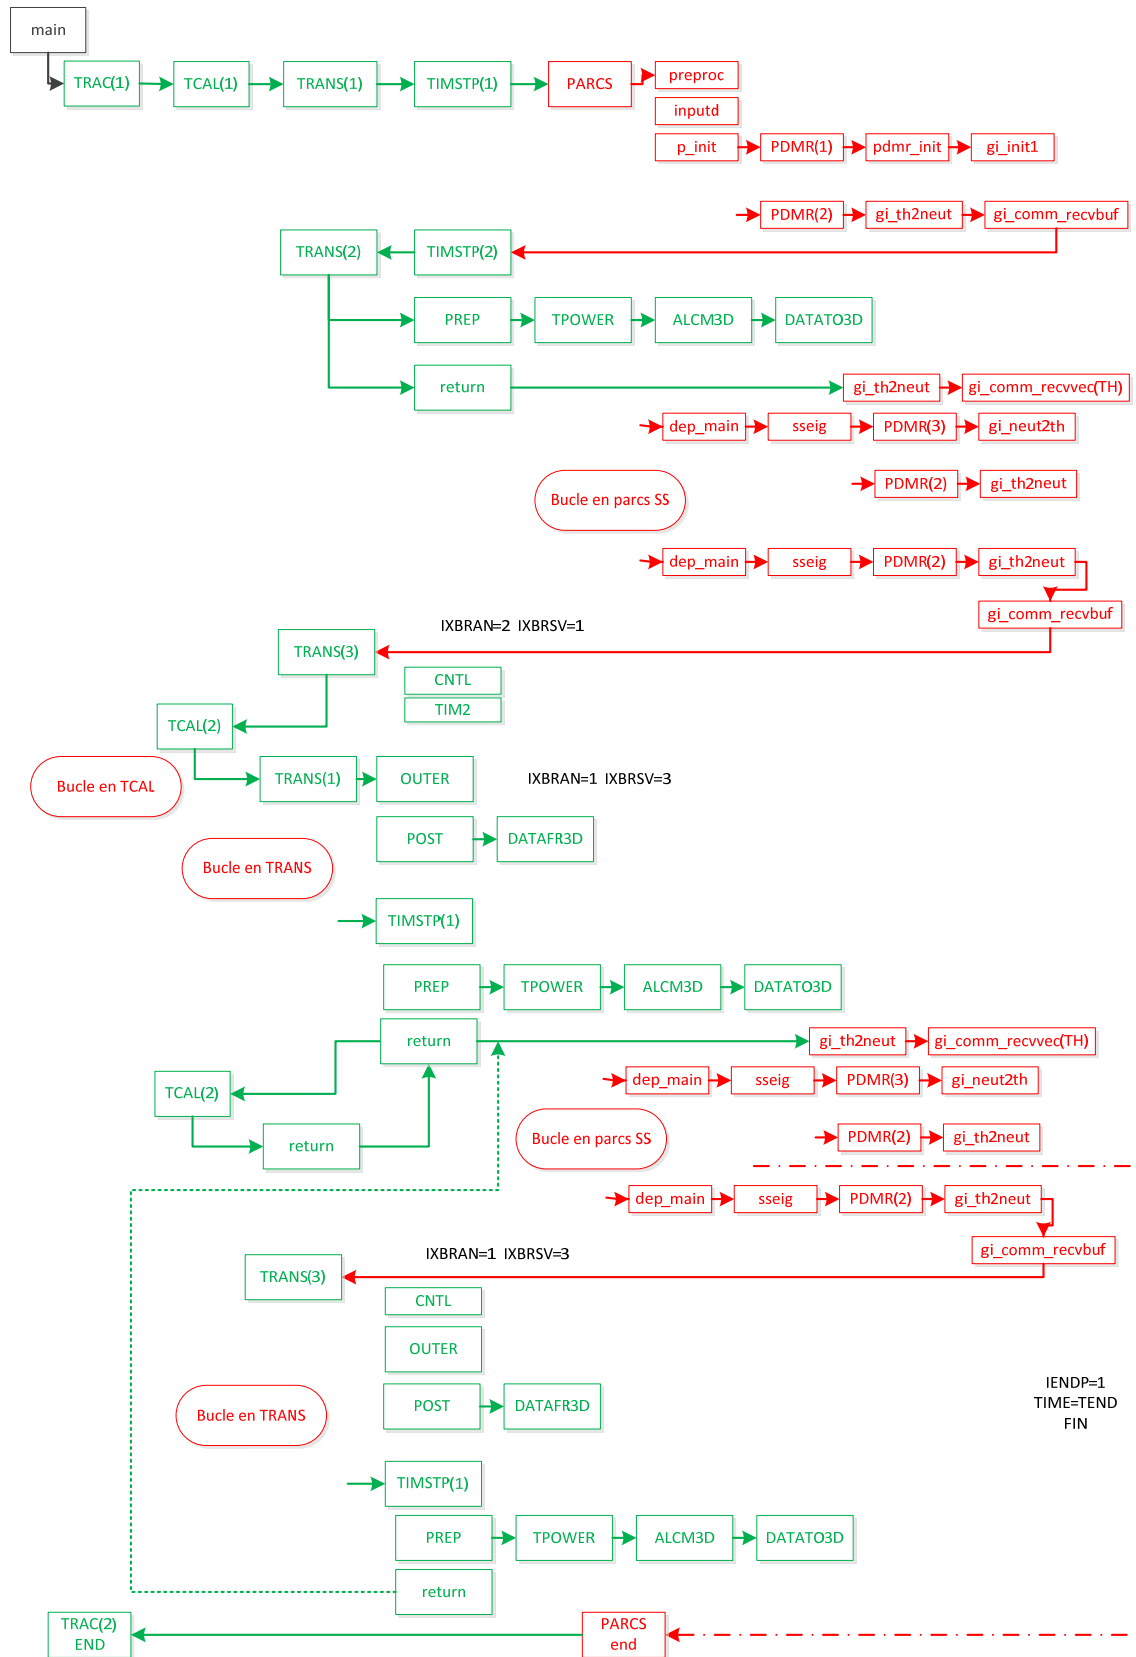 main
TRAC(1)
TCAL(1)
TRANS(1)
TIMSTP(1)
PARCS
preproc
inputd
p_init
PDMR(1)
pdmr_init
gi_init1
PDMR(2)
gi_th2neut
gi_comm_recvbuf
TRANS(2)
TIMSTP(2)
PREP
TPOWER
ALCM3D
DATATO3D
return
gi_th2neut
gi_comm_recvvec(TH)
dep_main
sseig
PDMR(3)
gi_neut2th
Bucle en parcs SS
PDMR(2)
gi_th2neut
dep_main
sseig
PDMR(2)
gi_th2neut
gi_comm_recvbuf
IXBRAN=2 IXBRSV=1
TRANS(3)
CNTL
TIM2
TCAL(2)
Bucle en TCAL
TRANS(1)
OUTER
IXBRAN=1 IXBRSV=3
POST
DATAFR3D
Bucle en TRANS
TIMSTP(1)
PREP
TPOWER
ALCM3D
DATATO3D
return
gi_th2neut
gi_comm_recvvec(TH)
TCAL(2)
dep_main
sseig
PDMR(3)
gi_neut2th
return
Bucle en parcs SS
PDMR(2)
gi_th2neut
dep_main
sseig
PDMR(2)
gi_th2neut
gi_comm_recvbuf
IXBRAN=1 IXBRSV=3
TRANS(3)
CNTL
OUTER
POST
DATAFR3D
Bucle en TRANS
IENDP=1
TIME=TEND
FIN
TIMSTP(1)
PREP
TPOWER
ALCM3D
DATATO3D
return
TRAC(2)
END
PARCS
end